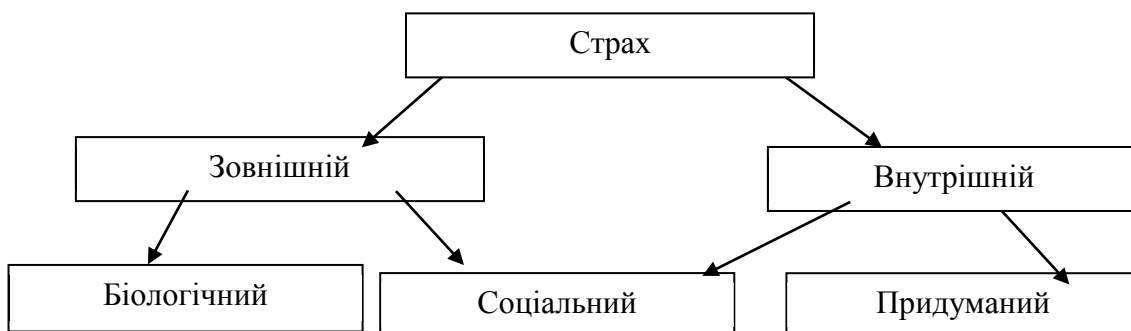 Страх
Зовнішній
Внутрішній
Біологічний
Соціальний
Придуманий